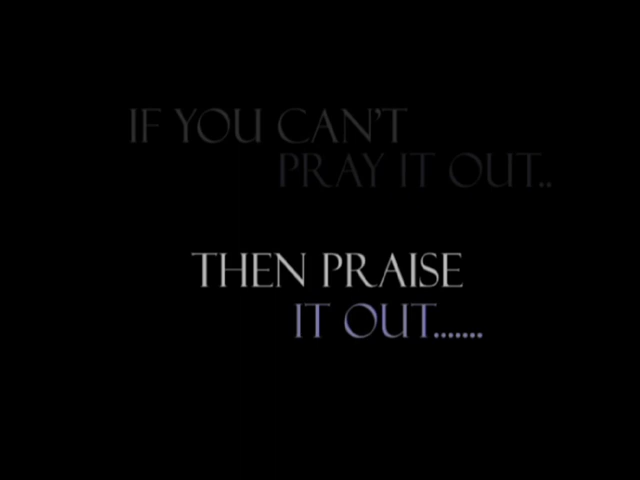 IF YOU CAN'T
PRAY IT OUT..
THEN PRAISE
IT OUT.......